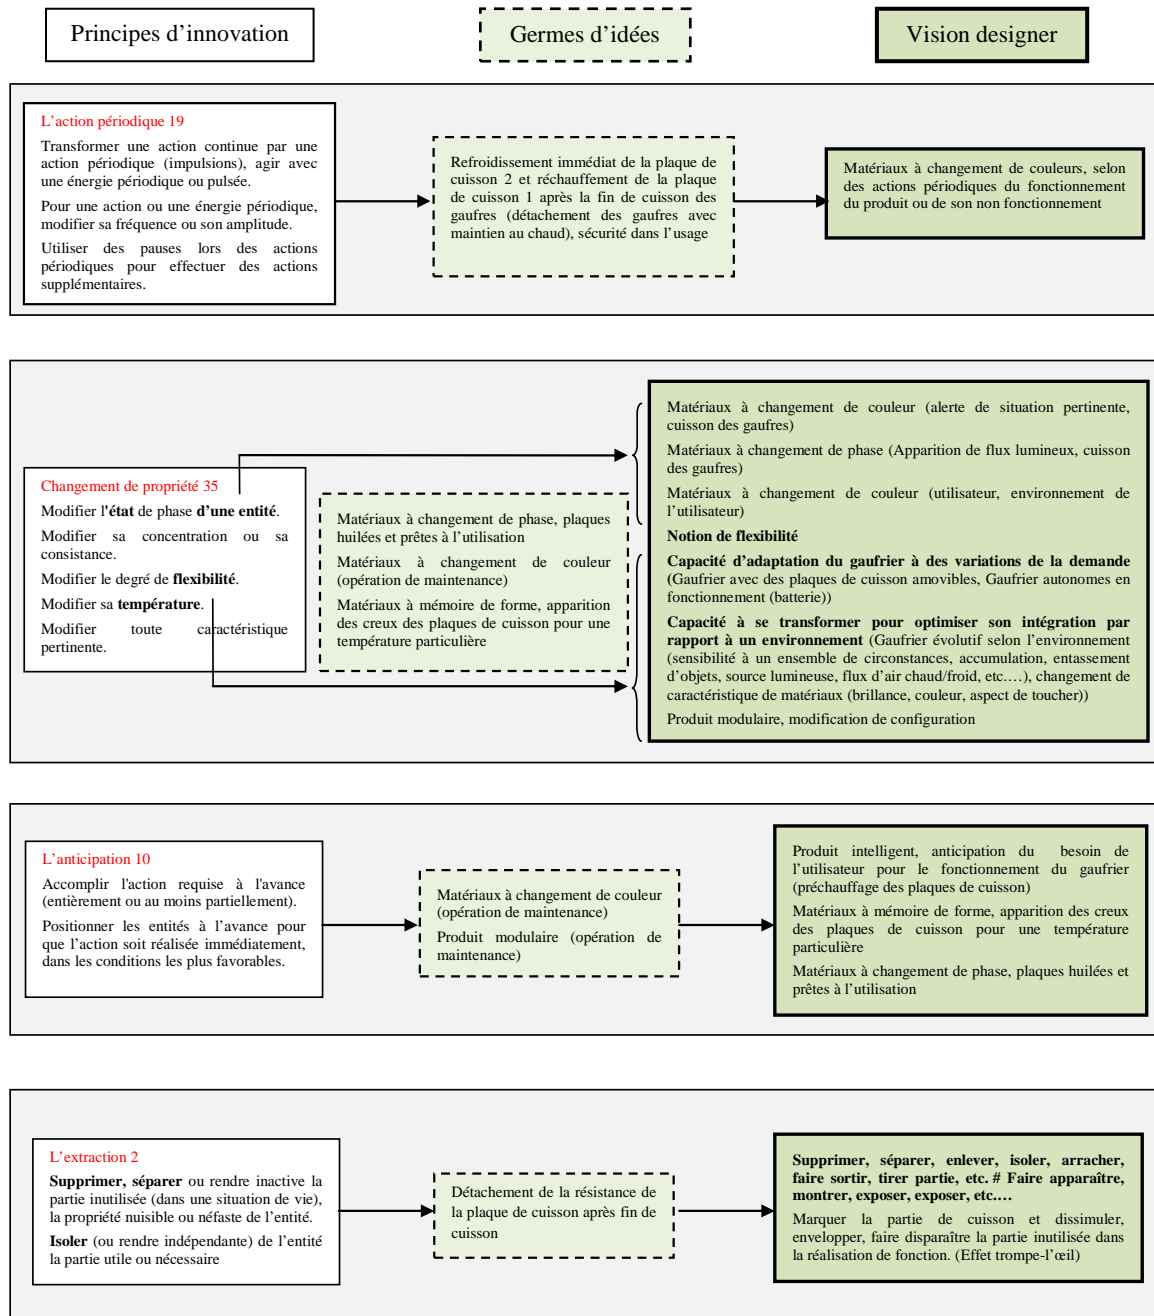 Principes d’innovation
Germes d’idées
Vision designer
L’action périodique 19
Transformer une action continue par une
action périodique (impulsions), agir avec
une énergie périodique ou pulsée.
Pour une action ou une énergie périodique,
modifier sa fréquence ou son amplitude.
Utiliser des pauses lors des actions
périodiques pour effectuer des actions
supplémentaires.
Refroidissement immédiat de la plaque de
cuisson 2 et réchauffement de la plaque
de cuisson 1 après la fin de cuisson des
gaufres (détachement des gaufres avec
maintien au chaud), sécurité dans l’usage
Matériaux à changement de couleurs, selon
des actions périodiques du fonctionnement
du produit ou de son non fonctionnement
Changement de propriété 35
Modifier l'état de phase d’une entité.
Modifier sa concentration ou sa
consistance.
Modifier le degré de flexibilité.
Modifier sa température.
Modifier toute caractéristique
pertinente.
Matériaux à changement de phase, plaques
huilées et prêtes à l’utilisation
Matériaux à changement de couleur
(opération de maintenance)
Matériaux à mémoire de forme, apparition
des creux des plaques de cuisson pour une
température particulière
Matériaux à changement de couleur (alerte de situation pertinente,
cuisson des gaufres)
Matériaux à changement de phase (Apparition de flux lumineux, cuisson
des gaufres)
Matériaux à changement de couleur (utilisateur, environnement de
l’utilisateur)
Notion de flexibilité
Capacité d’adaptation du gaufrier à des variations de la demande
(Gaufrier avec des plaques de cuisson amovibles, Gaufrier autonomes en
fonctionnement (batterie))
Capacité à se transformer pour optimiser son intégration par
rapport à un environnement (Gaufrier évolutif selon l’environnement
(sensibilité à un ensemble de circonstances, accumulation, entassement
d’objets, source lumineuse, flux d’air chaud/froid, etc.…), changement de
caractéristique de matériaux (brillance, couleur, aspect de toucher))
Produit modulaire, modification de configuration
L’anticipation 10
Accomplir l'action requise à l'avance
(entièrement ou au moins partiellement).
Positionner les entités à l’avance pour
que l’action soit réalisée immédiatement,
dans les conditions les plus favorables.
Matériaux à changement de couleur
(opération de maintenance)
Produit modulaire (opération de
maintenance)
Produit intelligent, anticipation du besoin de
l’utilisateur pour le fonctionnement du gaufrier
(préchauffage des plaques de cuisson)
Matériaux à mémoire de forme, apparition des creux
des plaques de cuisson pour une température
particulière
Matériaux à changement de phase, plaques huilées et
prêtes à l’utilisation
L’extraction 2
Supprimer, séparer ou rendre inactive la
partie inutilisée (dans une situation de vie),
la propriété nuisible ou néfaste de l’entité.
Isoler (ou rendre indépendante) de l’entité
la partie utile ou nécessaire
Détachement de la résistance de
la plaque de cuisson après fin de
cuisson
Supprimer, séparer, enlever, isoler, arracher,
faire sortir, tirer partie, etc. # Faire apparaître,
montrer, exposer, exposer, etc.…
Marquer la partie de cuisson et dissimuler,
envelopper, faire disparaître la partie inutilisée dans
la réalisation de fonction. (Effet trompe-l’œil)